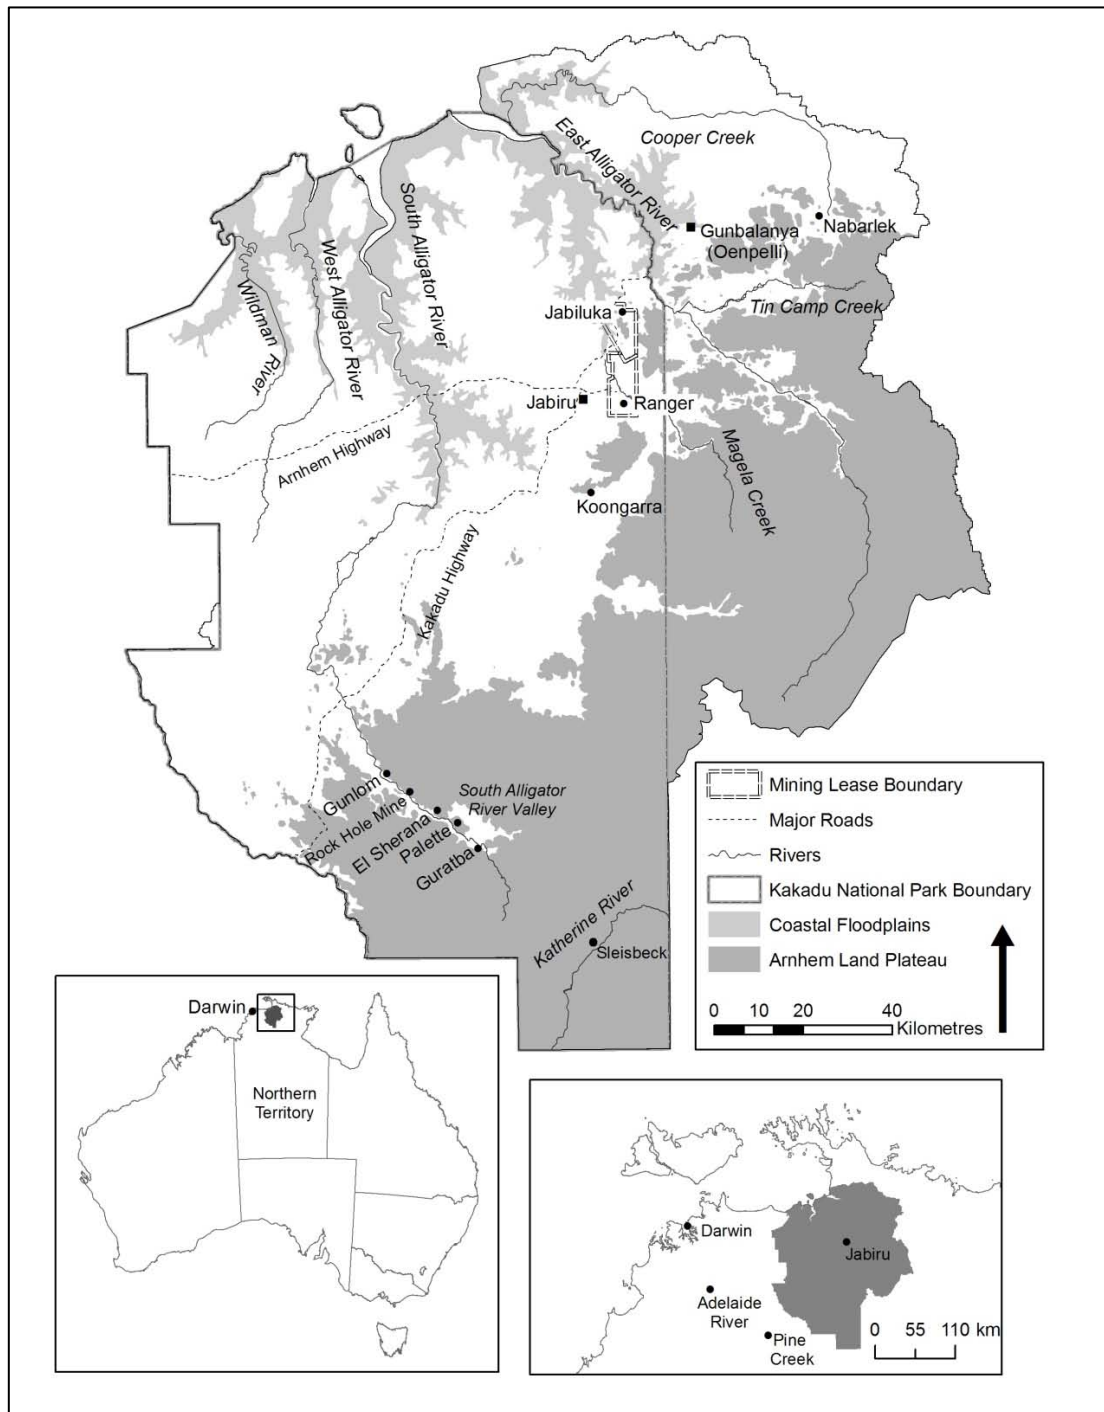 Cooper Creek
East Alligator River
Gunbalanya
(Oenpelli)
Nabarlek
South Alligator River
West Alligator River
Wildman River
Tin Camp Creek
Jabiluka
Jabiru
Ranger
Arnhem Highway
Magela Creek
Koongarra
Kakadu Highway
Gunlom
Rock Hole Mine
El Sherana
Palette
Guratba
South Alligator
River Valley
Katherine River
Sleisbeck
Mining Lease Boundary
Major Roads
Rivers
Kakadu National Park Boundary
Coastal Floodplains
Arnhem Land Plateau
0 10 20 40
Kilometres
Darwin
Northern
Territory
Darwin
Jabiru
Adelaide
River
Pine
Creek
0 55 110 km